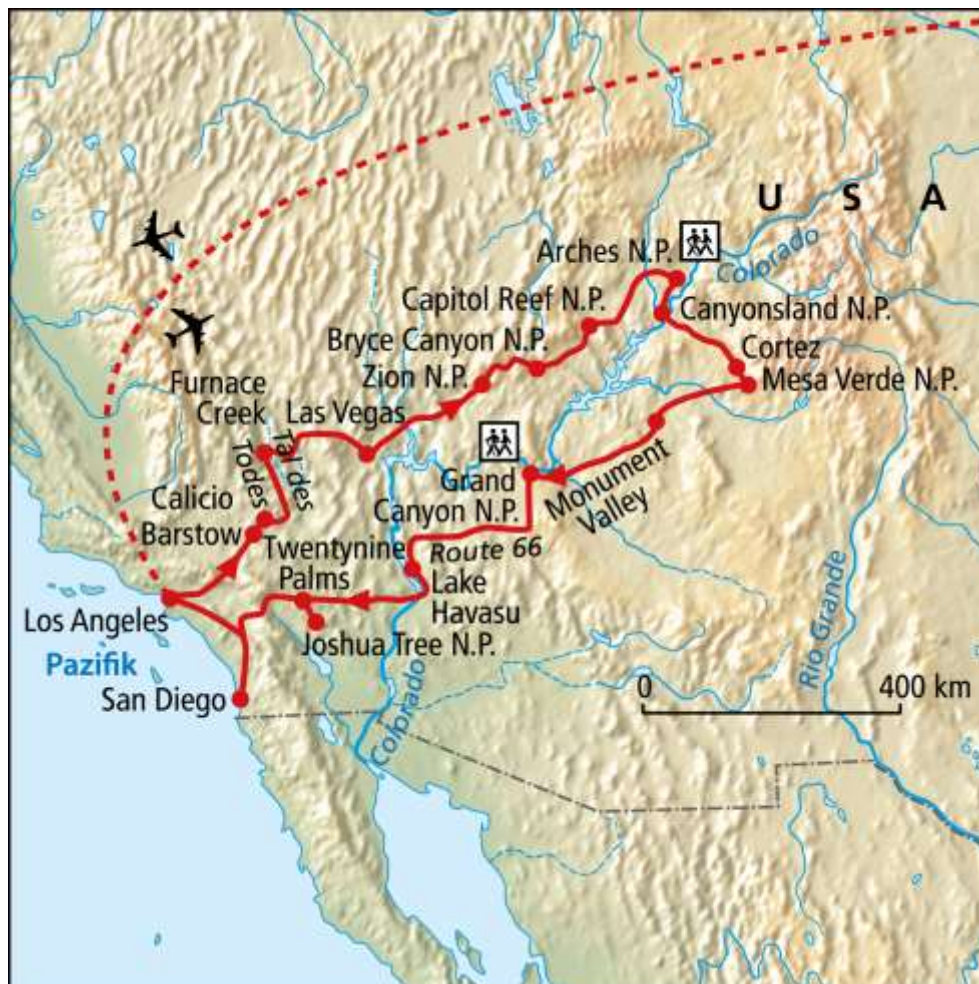 U S A
Colorado
Arches N.P.
Capitol Reef N.P.
Canyonsland N.P.
Bryce Canyon N.P.
Cortez
Zion N.P.
Mesa Verde N.P.
Furnace
Creek
Las Vegas
Tal des
Todes
Grand
Canyon N.P.
Monument
Valley
Calicio
Barstow
Twentynine
Palms
Route 66
Lake
Havasu
Los Angeles
Joshua Tree N.P.
Pazifik
San Diego
Colorado
Rio Grande
0 400 km